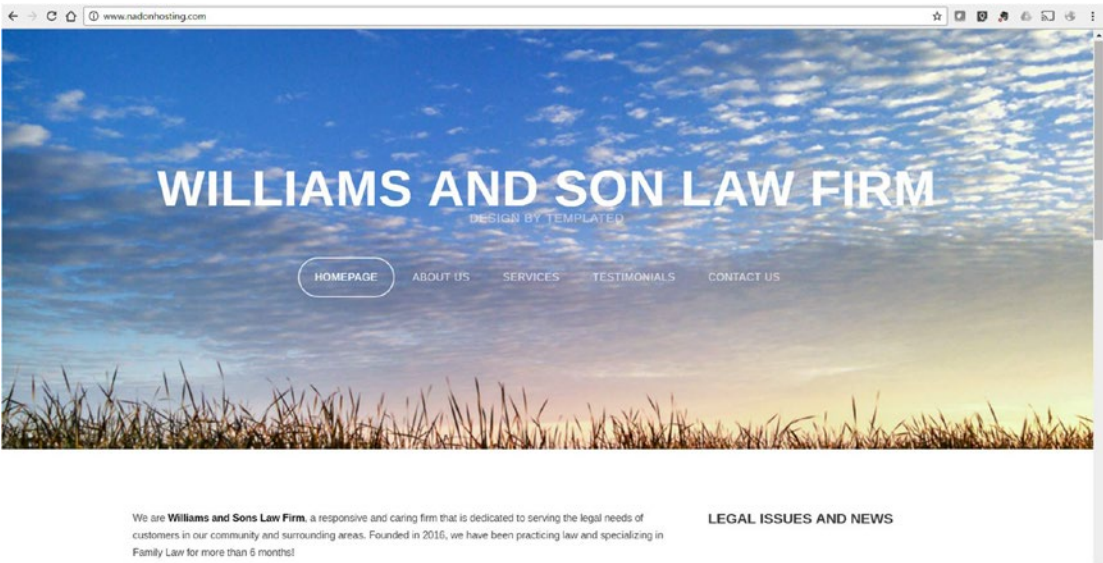 www.nadonhosting.com
WILLIAMS AND SON LAW FIRM
DESIGN BY TEMPLATED
HOMEPAGE ABOUT US SERVICES TESTIMONIALS CONTACT US
We are Williams and Sons Law Firm, a responsive and caring firm that is dedicated to serving the legal needs of
customers in our community and surrounding areas. Founded in 2016, we have been practicing law and specializing in
Family Law for more than 6 months!
LEGAL ISSUES AND NEWS